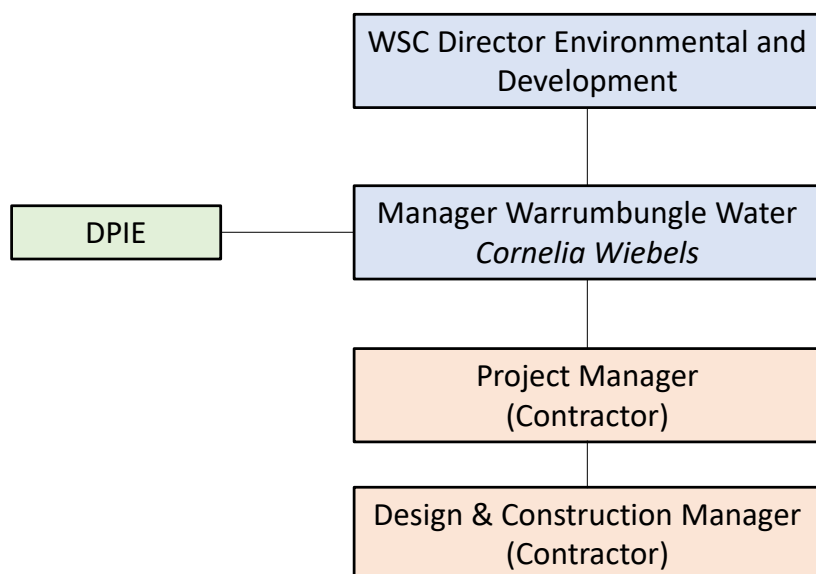 WSC Director Environmental and
Development
DPIE
Manager Warrumbungle Water
Cornelia Wiebels
Project Manager
(Contractor)
Design & Construction Manager
(Contractor)